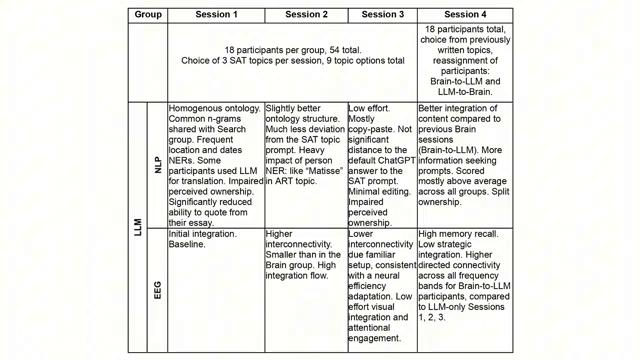 Group
Session 1
Session 2
Session 3
Session 4
18 participants per group, 54 total.
Choice of 3 SAT topics per session, 9 topic options total
18 participants total,
choice from previously
written topics,
reassignment of
participants:
Brain-to-LLM and
LLM-to-Brain.
LLM
NLP
Homogenous ontology.
Common n-grams
shared with Search
group. Frequent
location and dates
NERs. Some
participants used LLM
for translation. Impaired
perceived ownership.
Significantly reduced
ability to quote from
their essay.
Slightly better
ontology structure.
Much less deviation
from the SAT topic
prompt. Heavy
impact of person
NER: like "Matisse"
in ART topic.
Low effort.
Mostly
copy-paste. Not
significant
distance to the
default ChatGPT
answer to the
SAT prompt.
Minimal editing.
Impaired
perceived
ownership.
Better integration of
content compared to
previous Brain
sessions
(Brain-to-LLM). More
information seeking
prompts. Scored
mostly above average
across all groups. Split
ownership.
EEG
Initial integration.
Baseline.
Higher
interconnectivity.
Smaller than in the
Brain group. High
integration flow.
Lower
interconnectivity
due familiar
setup, consistent
with a neural
efficiency
adaptation. Low
effort visual
integration and
attentional
engagement.
High memory recall.
Low strategic
integration. Higher
directed connectivity
across all frequency
bands for Brain-to-LLM
participants, compared
to LLM-only Sessions
1, 2, 3.